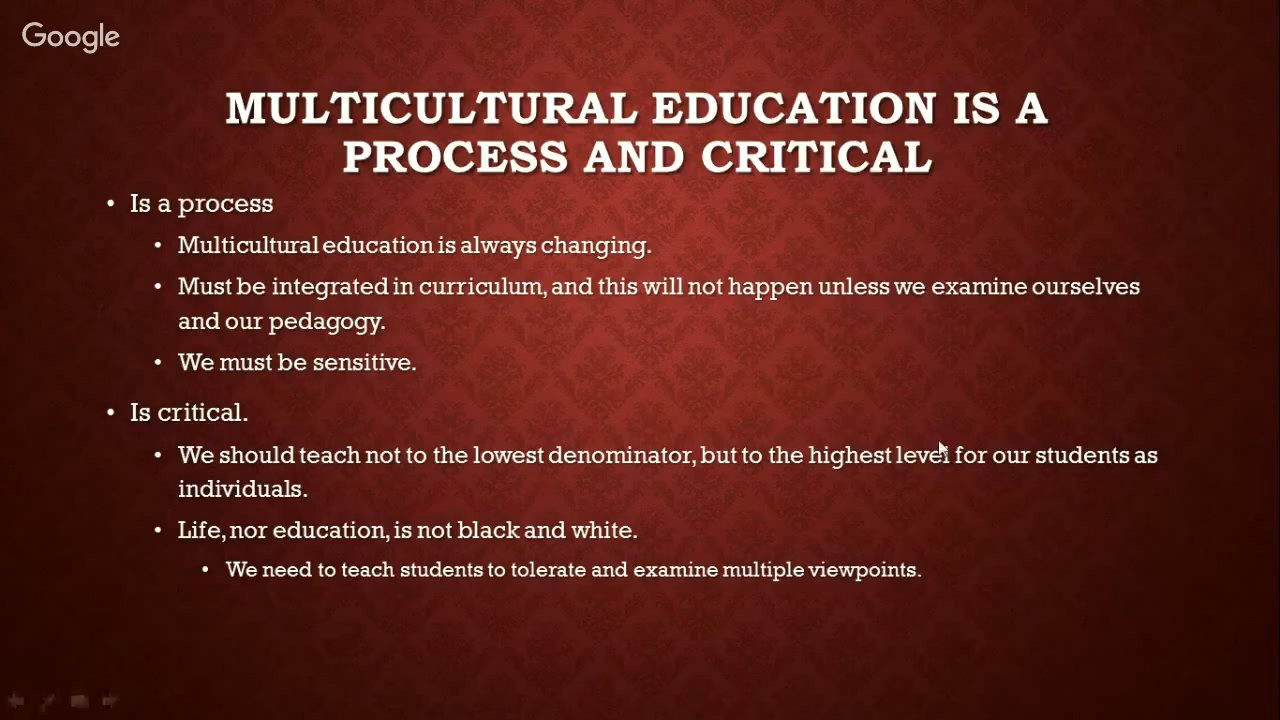 Google
MULTICULTURAL EDUCATION IS A
PROCESS AND CRITICAL
• Is a process
• Multicultural education is always changing.
• Must be integrated in curriculum, and this will not happen unless we examine ourselves
and our pedagogy.
• We must be sensitive.
• Is critical.
• We should teach not to the lowest denominator, but to the highest level for our students as
individuals.
• Life, nor education, is not black and white.
• We need to teach students to tolerate and examine multiple viewpoints.